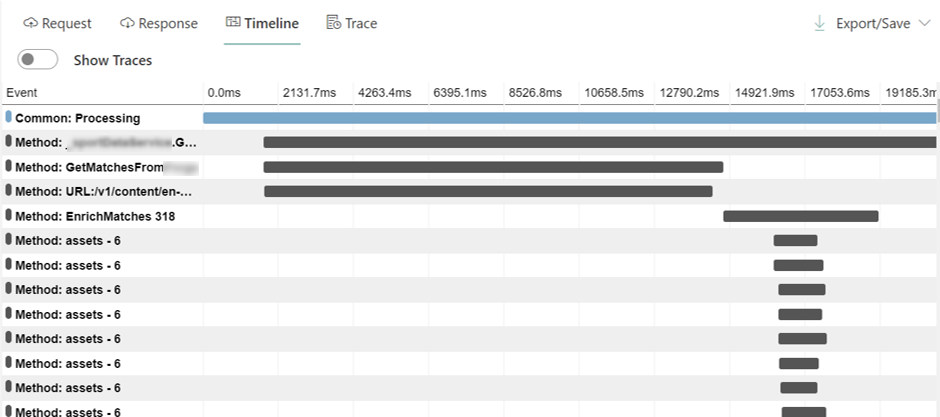 Request Response Timeline Trace Export/Save
Show Traces
Event 0.0ms 2131.7ms 4263.4ms 6395.1ms 8526.8ms 10658.5ms 12790.2ms 14921.9ms 17053.6ms 19185.3m
Common: Processing
Method: .G...
Method: GetMatchesFrom
Method: URL:/v1/content/en-...
Method: EnrichMatches 318
Method: assets - 6
Method: assets - 6
Method: assets - 6
Method: assets - 6
Method: assets - 6
Method: assets - 6
Method: assets - 6
Method: assets - 6